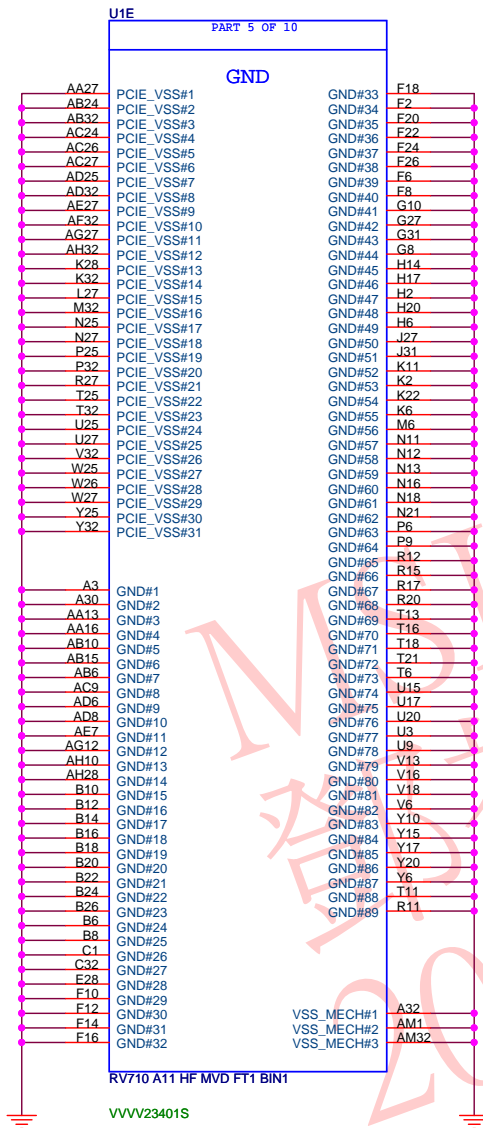 U1E
PART 5 OF 10
GND
AA27 PCIE_VSS#1 GND#33 F18
AB24 PCIE_VSS#2 GND#34 F2
AB32 PCIE_VSS#3 GND#35 F20
AC24 PCIE_VSS#4 GND#36 F22
AC26 PCIE_VSS#5 GND#37 F24
AC27 PCIE_VSS#6 GND#38 F26
AD25 PCIE_VSS#7 GND#39 F6
AD32 PCIE_VSS#8 GND#40 F8
AE27 PCIE_VSS#9 GND#41 G10
AF32 PCIE_VSS#10 GND#42 G27
AG27 PCIE_VSS#11 GND#43 G31
AH32 PCIE_VSS#12 GND#44 G8
K28 PCIE_VSS#13 GND#45 H14
K32 PCIE_VSS#14 GND#46 H17
L27 PCIE_VSS#15 GND#47 H2
M32 PCIE_VSS#16 GND#48 H20
N25 PCIE_VSS#17 GND#49 H6
N27 PCIE_VSS#18 GND#50 J27
P25 PCIE_VSS#19 GND#51 J31
P32 PCIE_VSS#20 GND#52 K11
R27 PCIE_VSS#21 GND#53 K2
T25 PCIE_VSS#22 GND#54 K22
T32 PCIE_VSS#23 GND#55 K6
U25 PCIE_VSS#24 GND#56 M6
U27 PCIE_VSS#25 GND#57 N11
V32 PCIE_VSS#26 GND#58 N12
W25 PCIE_VSS#27 GND#59 N13
W26 PCIE_VSS#28 GND#60 N16
W27 PCIE_VSS#29 GND#61 N18
Y25 PCIE_VSS#30 GND#62 N21
Y32 PCIE_VSS#31 GND#63 P6
GND#64 P9
GND#65 R12
GND#66 R15
A3 GND#1 GND#67 R17
A30 GND#2 GND#68 R20
AA13 GND#3 GND#69 T13
AA16 GND#4 GND#70 T16
AB10 GND#5 GND#71 T18
AB15 GND#6 GND#72 T21
AB6 GND#7 GND#73 T6
AC9 GND#8 GND#74 U15
AD6 GND#9 GND#75 U17
AD8 GND#10 GND#76 U20
AE7 GND#11 GND#77 U3
AG12 GND#12 GND#78 U9
AH10 GND#13 GND#79 V13
AH28 GND#14 GND#80 V16
B10 GND#15 GND#81 V18
B12 GND#16 GND#82 V6
B14 GND#17 GND#83 Y10
B16 GND#18 GND#84 Y15
B18 GND#19 GND#85 Y17
B20 GND#20 GND#86 Y20
B22 GND#21 GND#87 Y6
B24 GND#22 GND#88 T11
B26 GND#23 GND#89 R11
B6 GND#24
B8 GND#25
C1 GND#26
C32 GND#27
E28 GND#28
F10 GND#29
F12 GND#30 VSS_MECH#1 A32
F14 GND#31 VSS_MECH#2 AM1
F16 GND#32 VSS_MECH#3 AM32
RV710 A11 HF MVD FT1 BIN1
VVVV23401S